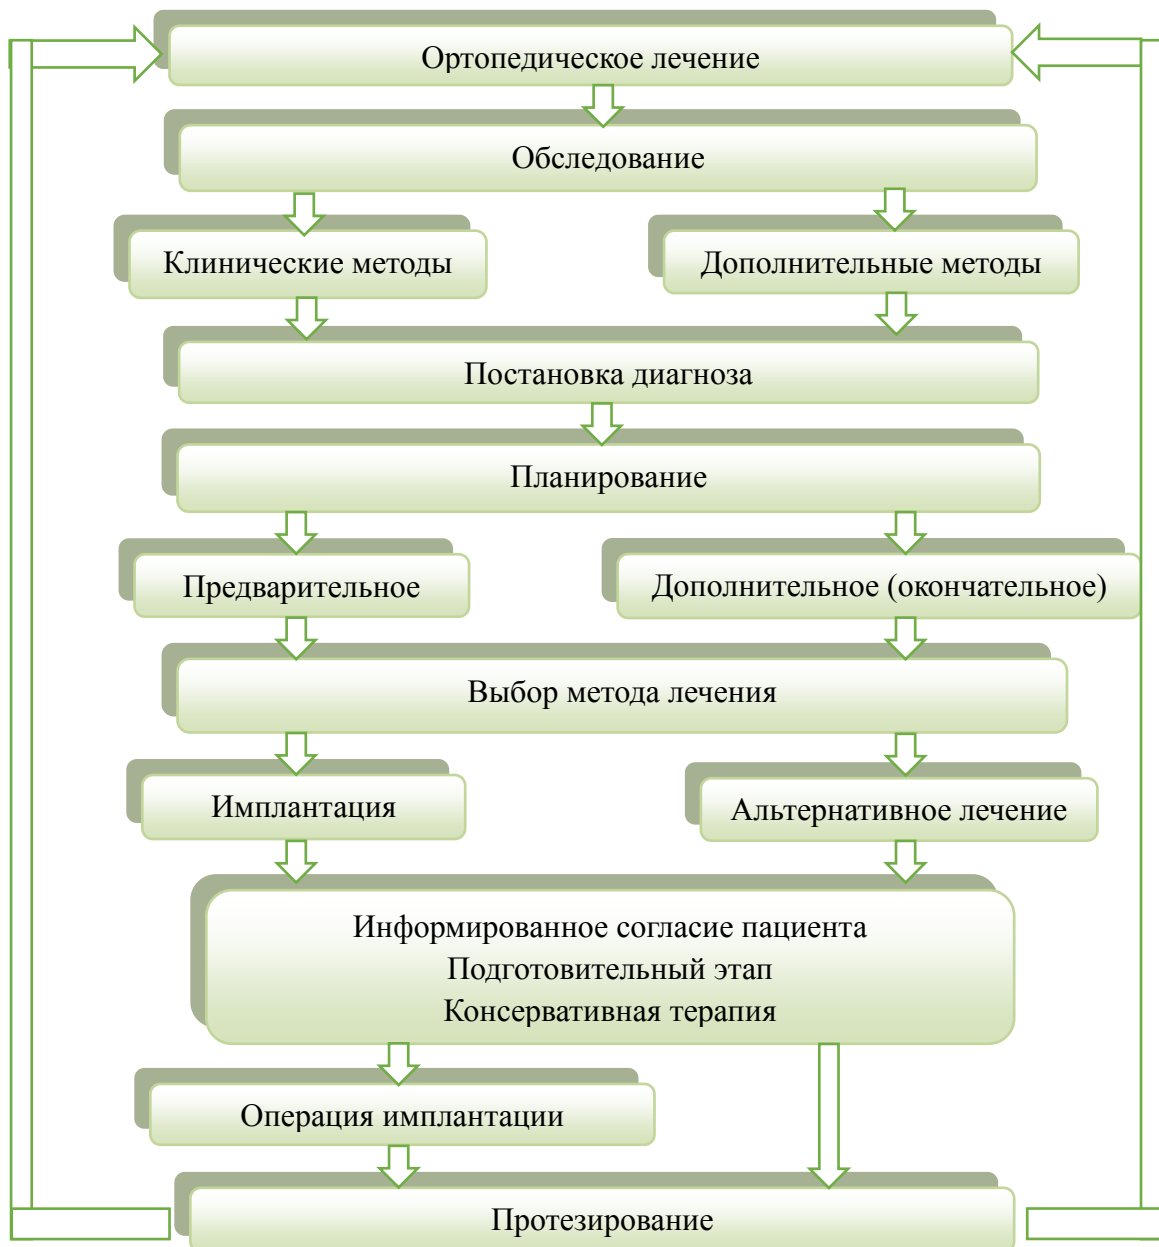 Ортопедическое лечение
Обследование
Клинические методы
Дополнительные методы
Постановка диагноза
Планирование
Предварительное
Дополнительное (окончательное)
Выбор метода лечения
Имплантация
Альтернативное лечение
Информированное согласие пациента
Подготовительный этап
Консервативная терапия
Операция имплантации
Протезирование